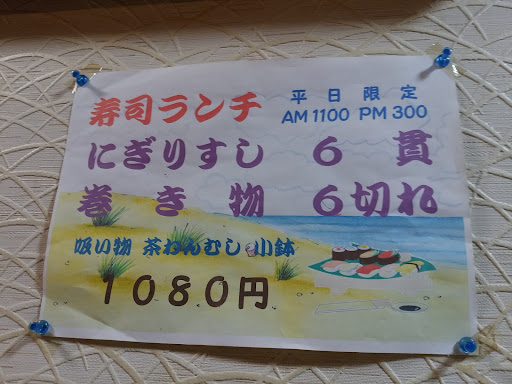 寿司ランチ 平日限定
AM 1100 PM 300
にぎりすし 6貫
巻き物 6切れ
吸い物 茶わんむし 小鉢
1080円